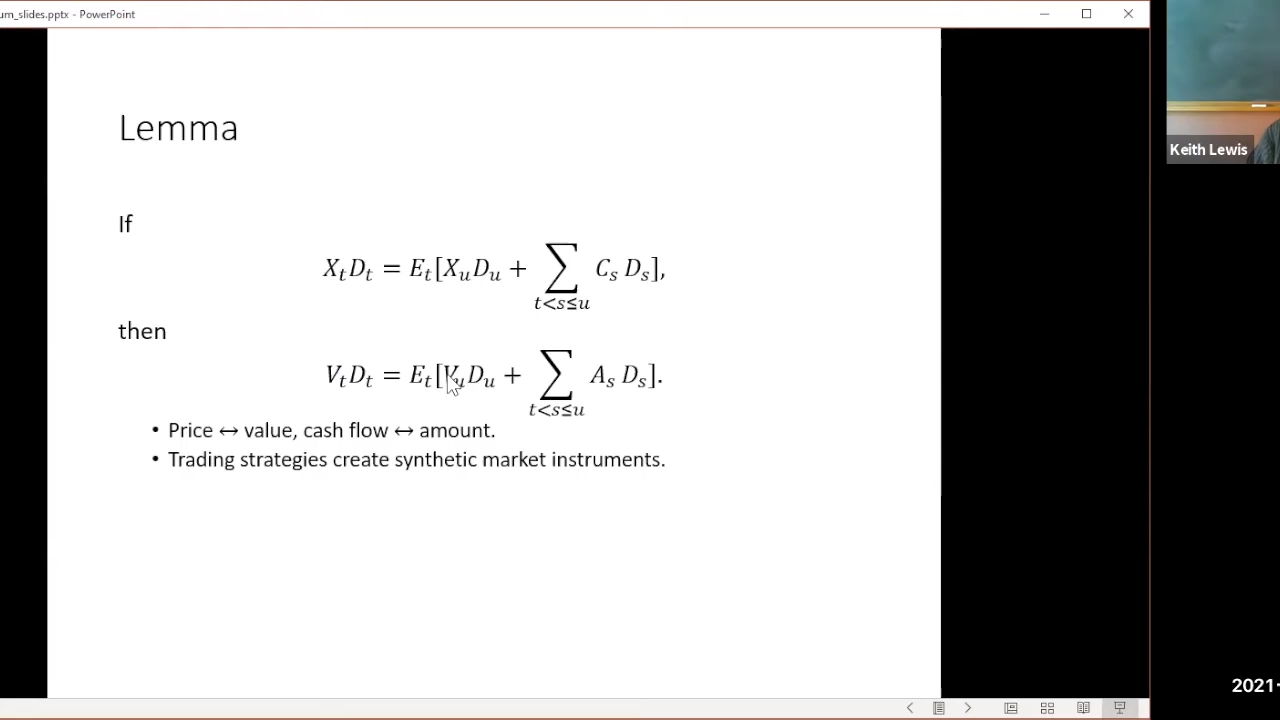 um_slides.pptx - PowerPoint
Keith Lewis
Lemma
If
X_t D_t = E_t[X_u D_u + ∑_{t<s≤u} C_s D_s],
then
V_t D_t = E_t[V_u D_u + ∑_{t<s≤u} A_s D_s].
• Price ↔ value, cash flow ↔ amount.
• Trading strategies create synthetic market instruments.
2021-